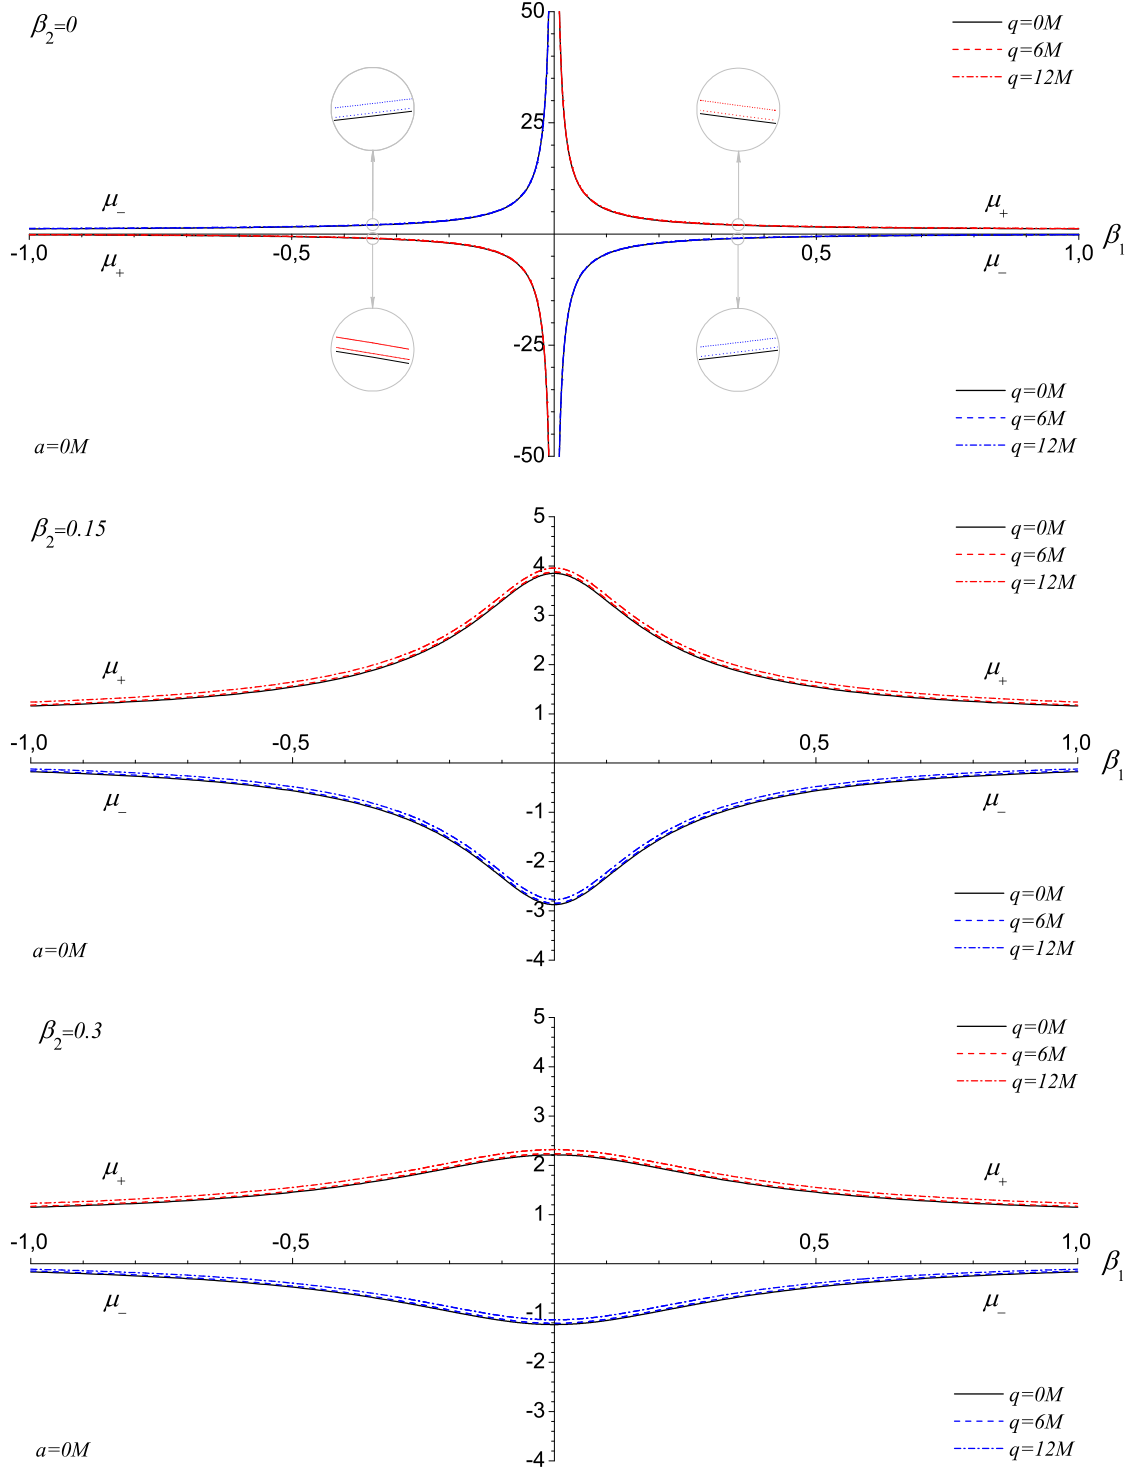 β₂=0
50
q=0M
q=6M
q=12M
25
μ₋
μ₊
-1,0
-0,5
0,5
1,0
β₁
μ₊
μ₋
-25
q=0M
q=6M
q=12M
a=0M
-50
β₂=0.15
5
q=0M
q=6M
q=12M
4
3
2
μ₊
μ₊
1
-1,0
-0,5
0,5
1,0
β₁
μ₋
μ₋
-1
-2
-3
q=0M
q=6M
q=12M
a=0M
-4
β₂=0.3
5
q=0M
q=6M
q=12M
4
3
2
μ₊
μ₊
1
-1,0
-0,5
0,5
1,0
β₁
μ₋
μ₋
-1
-2
-3
q=0M
q=6M
q=12M
a=0M
-4